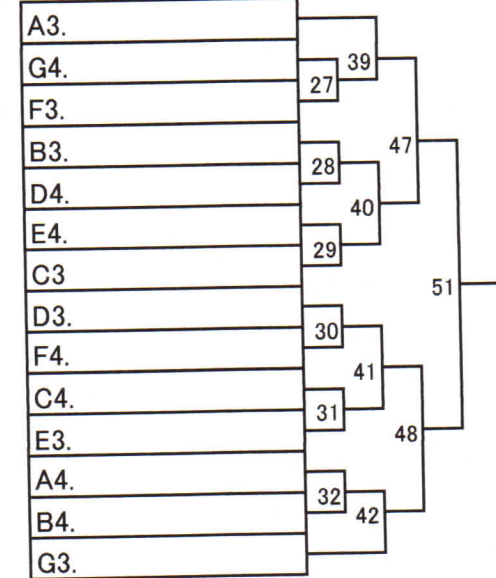 A3.
G4.
F3.
B3.
D4.
E4.
C3
D3.
F4.
C4.
E3.
A4.
B4.
G3.
27
28
29
30
31
32
39
40
41
42
47
48
51